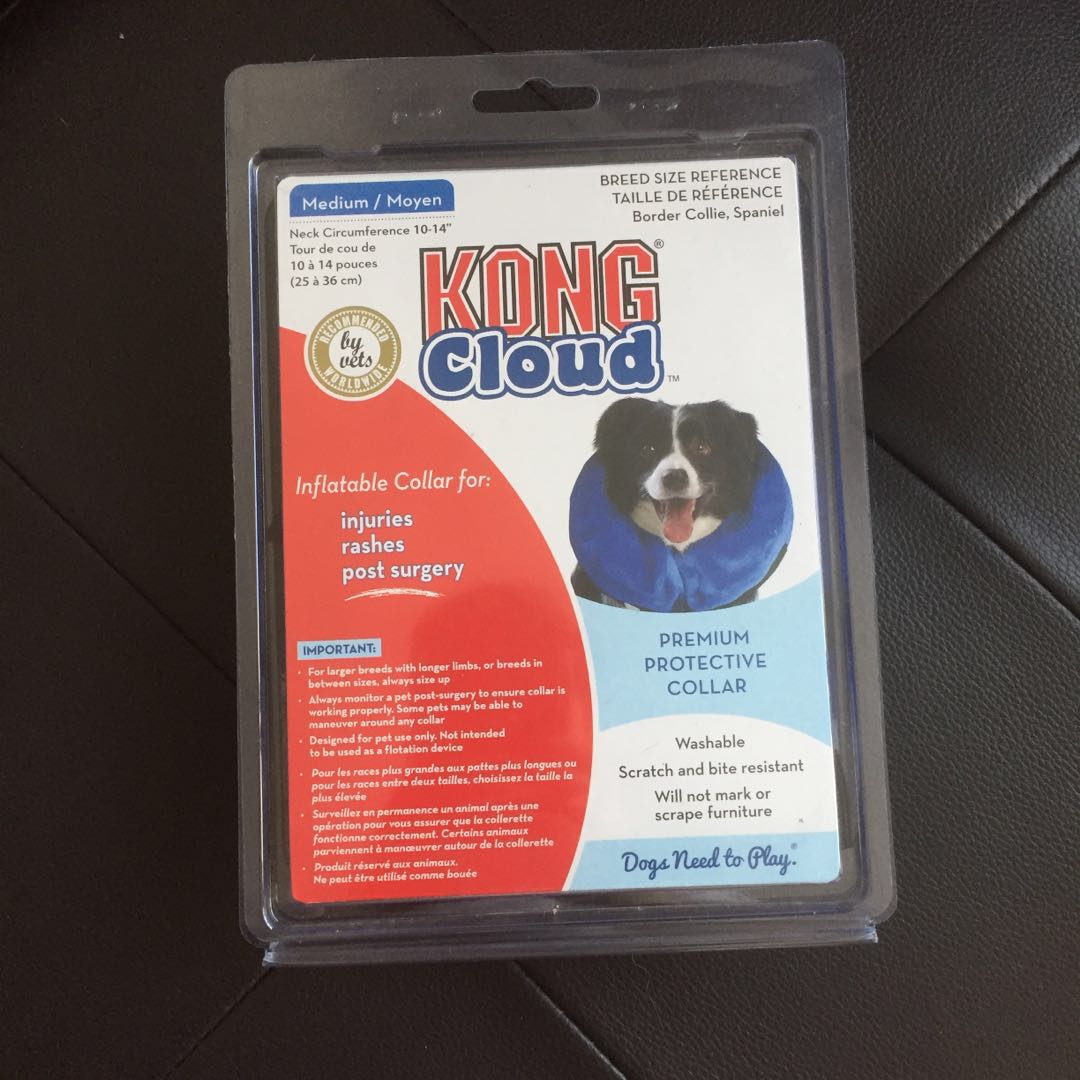 Medium / Moyen
Neck Circumference 10-14"
Tour de cou de
10 à 14 pouces
(25 à 36 cm)
BREED SIZE REFERENCE
TAILLE DE RÉFÉRENCE
Border Collie, Spaniel
KONG®
Cloud™
RECOMMENDED
by
vets
WORLDWIDE
Inflatable Collar for:
injuries
rashes
post surgery
IMPORTANT:
• For larger breeds with longer limbs, or breeds in
between sizes, always size up
• Always monitor a pet post-surgery to ensure collar is
working properly. Some pets may be able to
maneuver around any collar
• Designed for pet use only. Not intended
to be used as a flotation device
• Pour les races plus grandes aux pattes plus longues ou
pour les races entre deux tailles, choisissez la taille la
plus élevée
• Surveillez en permanence un animal après une
opération pour vous assurer que la collerette
fonctionne correctement. Certains animaux
parviennent à manœuvrer autour de la collerette
• Produit réservé aux animaux.
Ne peut être utilisé comme bouée
PREMIUM
PROTECTIVE
COLLAR
Washable
Scratch and bite resistant
Will not mark or
scrape furniture
Dogs Need to Play.®